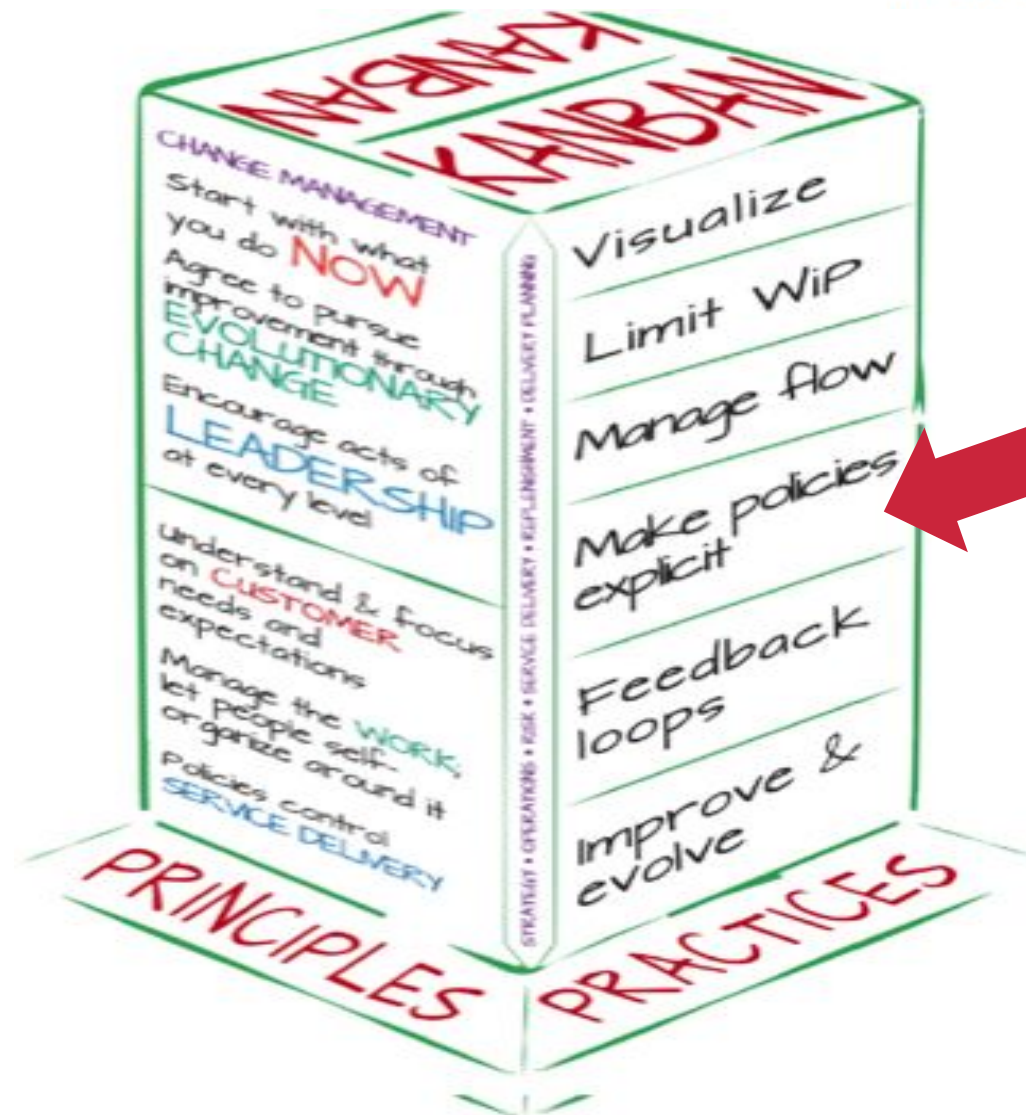 KANBAN
KANBAN
CHANGE MANAGEMENT
Start with what
you do NOW
Agree to pursue
improvement through
EVOLUTIONARY
CHANGE
Encourage acts of
LEADERSHIP
at every level
Understand & focus
on CUSTOMER
needs and
expectations
Manage the WORK;
let people self-
organize around it
Policies control
SERVICE DELIVERY
STRATEGY • OPERATIONS • RISK • SERVICE DELIVERY • REPLENISHMENT • DELIVERY PLANNING
Visualize
Limit WiP
Manage flow
Make policies
explicit
Feedback
loops
Improve &
evolve
PRINCIPLES
PRACTICES